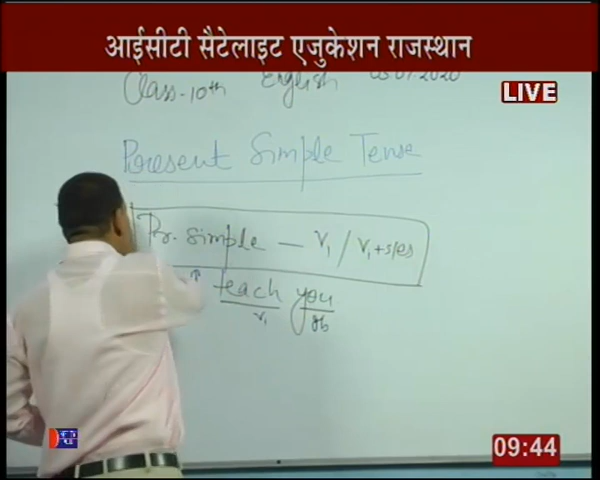 आईसीटी सैटेलाइट एजुकेशन राजस्थान
LIVE
Class-10th English
Present Simple Tense
Pr. Simple — V1 / V1+s/es
teach you
V1
09:44